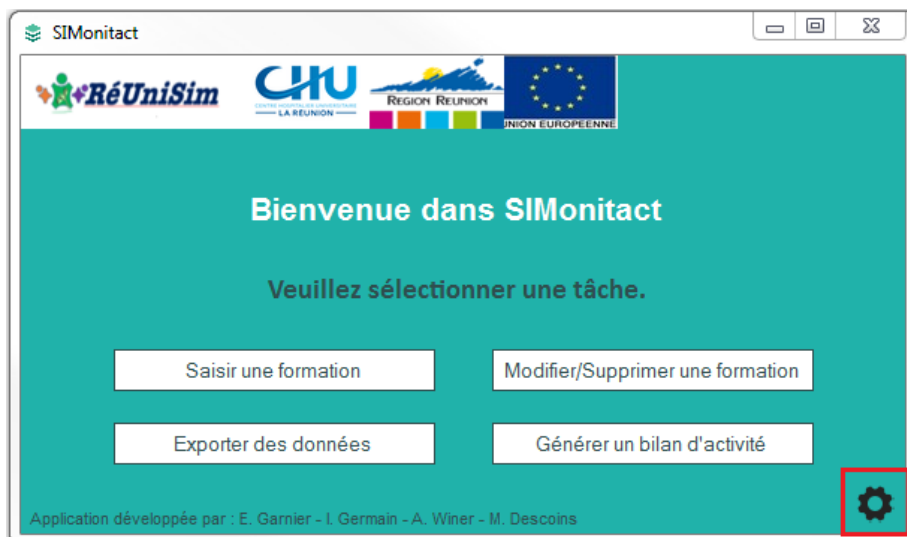 SIMonitact
RéUniSim
CHU
CENTRE HOSPITALIER UNIVERSITAIRE
LA RÉUNION
REGION REUNION
UNION EUROPEENNE
Bienvenue dans SIMonitact
Veuillez sélectionner une tâche.
Saisir une formation
Modifier/Supprimer une formation
Exporter des données
Générer un bilan d'activité
Application développée par : E. Garnier - I. Germain - A. Winer - M. Descoins